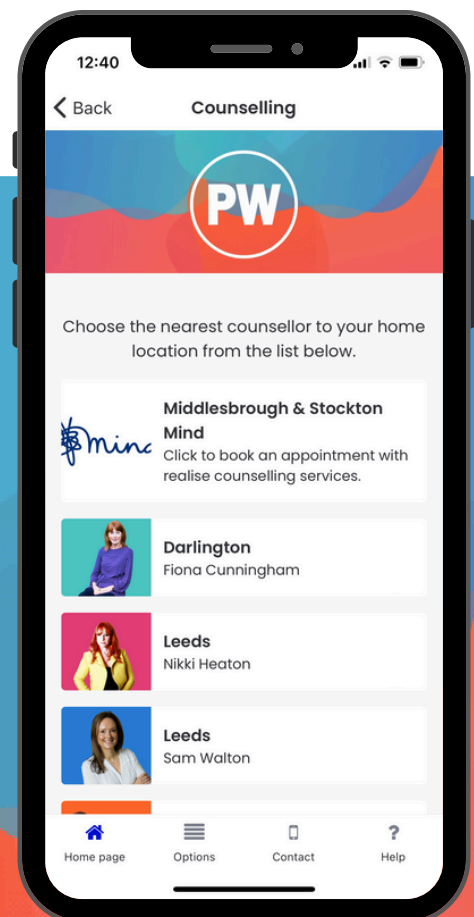 12:40
Back
Counselling
PW
Choose the nearest counsellor to your home
location from the list below.
mind
Middlesbrough & Stockton
Mind
Click to book an appointment with
realise counselling services.
Darlington
Fiona Cunningham
Leeds
Nikki Heaton
Leeds
Sam Walton
Home page
Options
Contact
? 
Help